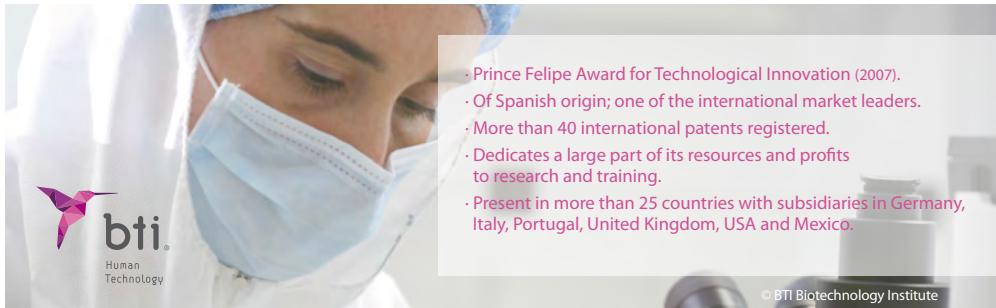 · Prince Felipe Award for Technological Innovation (2007).
· Of Spanish origin; one of the international market leaders.
· More than 40 international patents registered.
· Dedicates a large part of its resources and profits
to research and training.
· Present in more than 25 countries with subsidiaries in Germany,
Italy, Portugal, United Kingdom, USA and Mexico.
bti®
Human
Technology
© BTI Biotechnology Institute